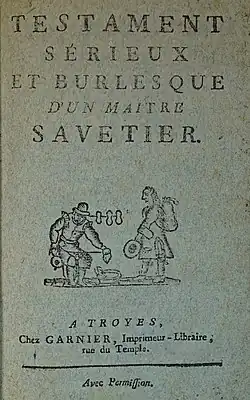 TESTAMENT
SÉRIEUX
ET BURLESQUE
D'UN MAITRE
SAVETIER.
A TROYES,
Chez GARNIER, Imprimeur-Libraire,
rue du Temple.
Avec Permission.